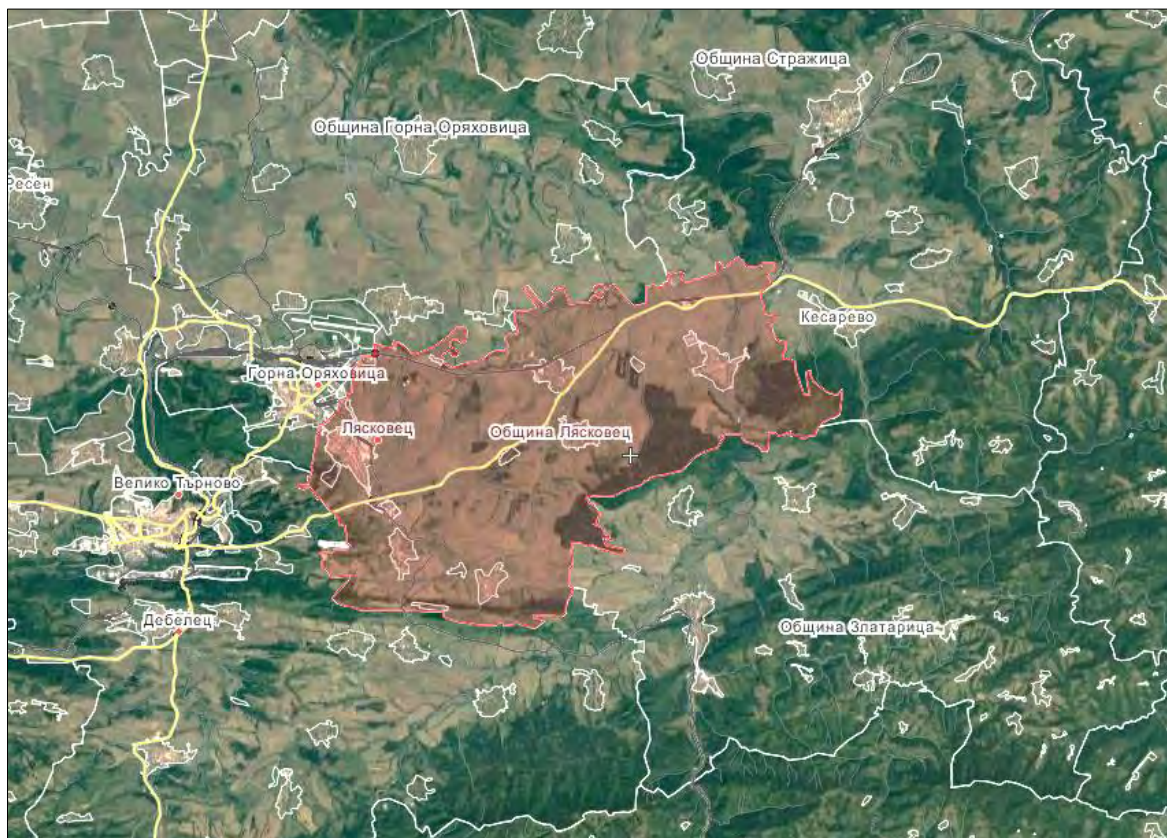 Община Стражица
Община Горна Оряховица
Ресен
Кесарево
Горна Оряховица
Лясковец
Община Лясковец
Велико Търново
Дебелец
Община Златарица